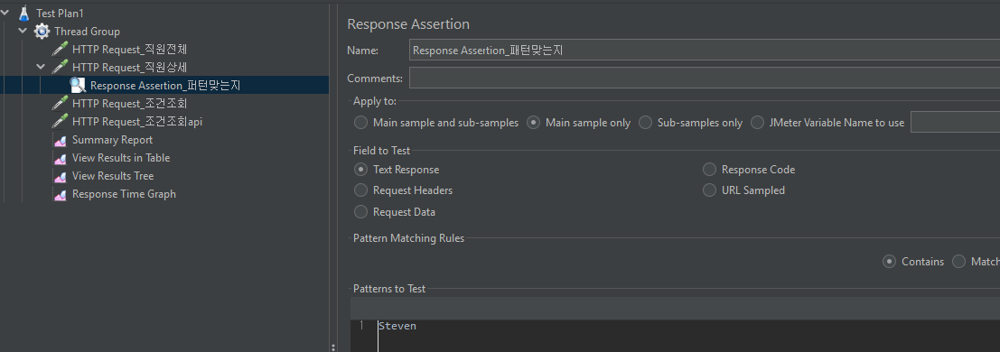 Test Plan1
Thread Group
HTTP Request_직원전체
HTTP Request_직원상세
Response Assertion_패턴맞는지
HTTP Request_조건조회
HTTP Request_조건조회api
Summary Report
View Results in Table
View Results Tree
Response Time Graph
Response Assertion
Name: Response Assertion_패턴맞는지
Comments:
Apply to:
Main sample and sub-samples Main sample only Sub-samples only JMeter Variable Name to use
Field to Test
Text Response Response Code
Request Headers URL Sampled
Request Data
Pattern Matching Rules
Contains Match
Patterns to Test
1 Steven